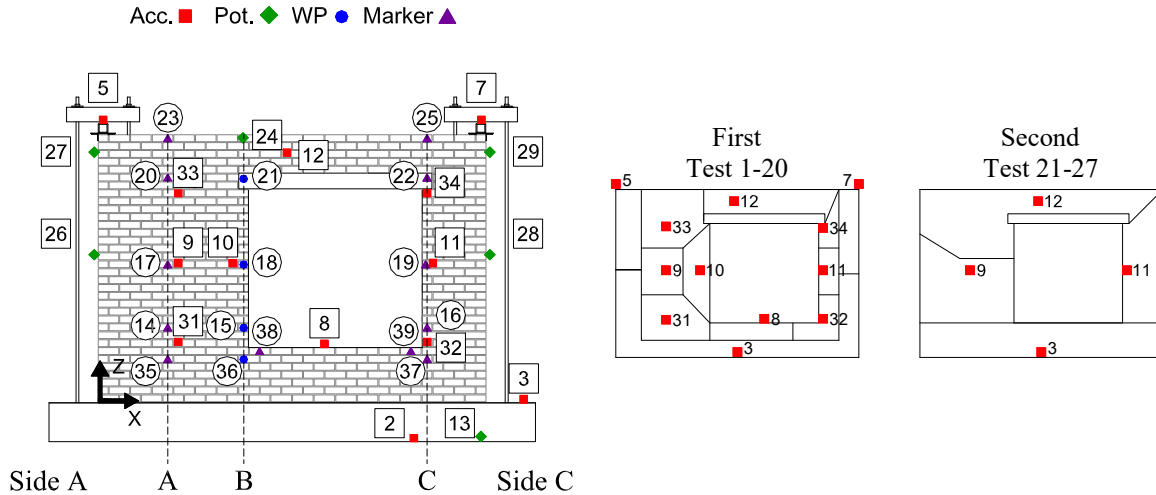 Acc. Pot. WP Marker
5 7
23 25
24
27 12 29
20 33 21 22 34
26 9 10 11 28
17 18 19
14 31 15 38 8 39 16
35 36 37 32
Z
X
3
2 13
Side A A B C Side C
First
Test 1-20
5 7
12
33 34
9 10 11
31 8 32
3
Second
Test 21-27
12
9 11
3